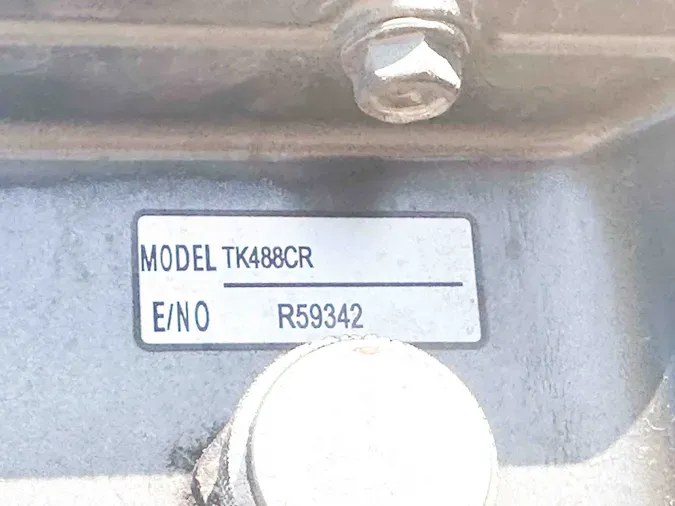 MODEL TK488CR
E/NO R59342